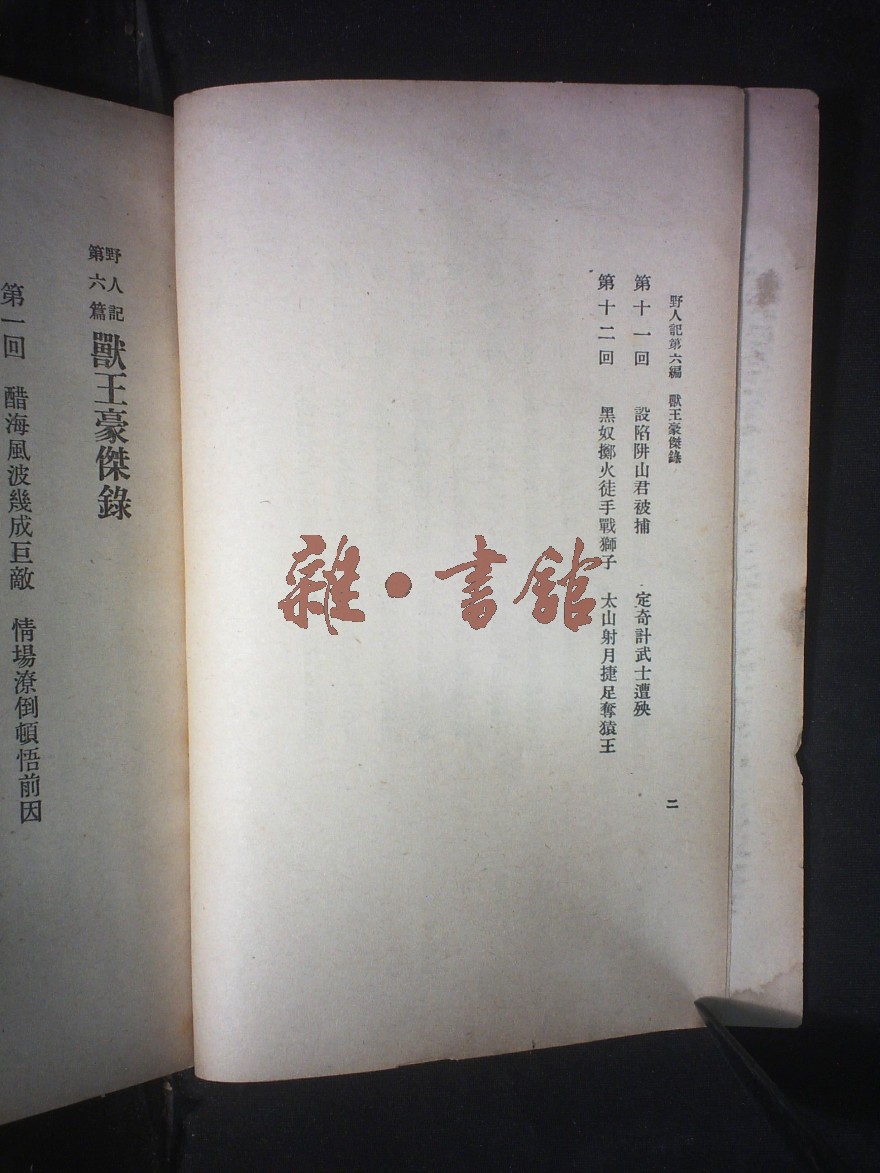 野人記第六編 獸王豪傑錄
第十一回 設陷阱山君被捕 定奇計武士遭殃
第十二回 黑奴擲火徒手戰獅子 太山射月捷足奪猿王
二
野人記
第六篇
獸王豪傑錄
第一回 醋海風波幾成巨敵 情場潦倒頓悟前因
雜·書館